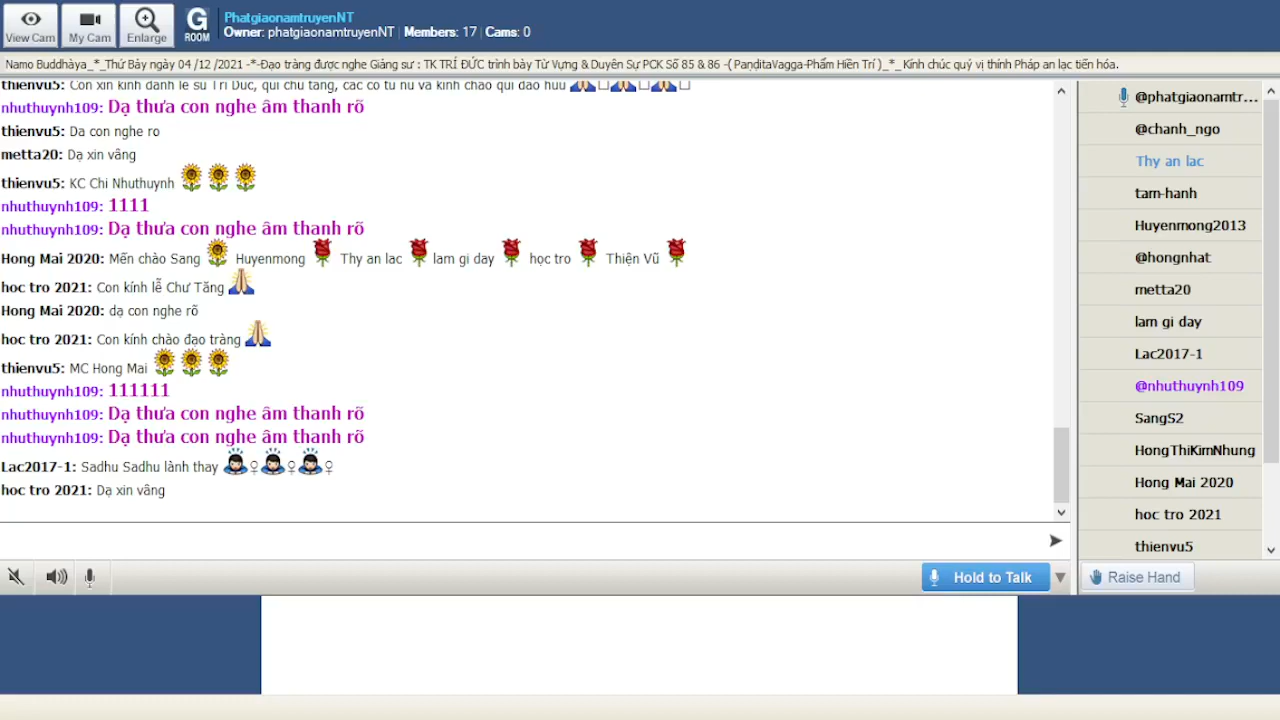 View Cam
My Cam
Enlarge
G
ROOM
PhatgiaonamtruyenNT
Owner: phatgiaonamtruyenNT | Members: 17 | Cams: 0
Namo Buddhàya_*_Thứ Bảy ngày 04 /12 /2021 -*-Đạo tràng được nghe Giảng sư : TK TRÍ ĐỨC trình bày Từ Vựng & Duyên Sự PCK Số 85 & 86 -( PaṇḍitaVagga-Phẩm Hiền Trí )_*_ Kính chúc quý vị thính Pháp an lạc tiến hóa.
nhuthuynh109: Dạ thưa con nghe âm thanh rõ
thienvu5: Da con nghe ro
metta20: Dạ xin vâng
thienvu5: KC Chi Nhuthuynh 🌻🌻🌻
nhuthuynh109: 1111
nhuthuynh109: Dạ thưa con nghe âm thanh rõ
Hong Mai 2020: Mến chào Sang 🌻 Huyenmong 🌹 Thy an lac 🌹 lam gi day 🌹 học tro 🌹 Thiện Vũ 🌹
hoc tro 2021: Con kính lễ Chư Tăng 🙏
Hong Mai 2020: dạ con nghe rõ
hoc tro 2021: Con kính chào đạo tràng 🙏
thienvu5: MC Hong Mai 🌻🌻🌻
nhuthuynh109: 111111
nhuthuynh109: Dạ thưa con nghe âm thanh rõ
nhuthuynh109: Dạ thưa con nghe âm thanh rõ
Lac2017-1: Sadhu Sadhu lành thay 🙇♀🙇♀🙇♀
hoc tro 2021: Dạ xin vâng
Hold to Talk
@phatgiaonamtr...
@chanh_ngo
Thy an lac
tam-hanh
Huyenmong2013
@hongnhat
metta20
lam gi day
Lac2017-1
@nhuthuynh109
SangS2
HongThiKimNhung
Hong Mai 2020
hoc tro 2021
thienvu5
Raise Hand